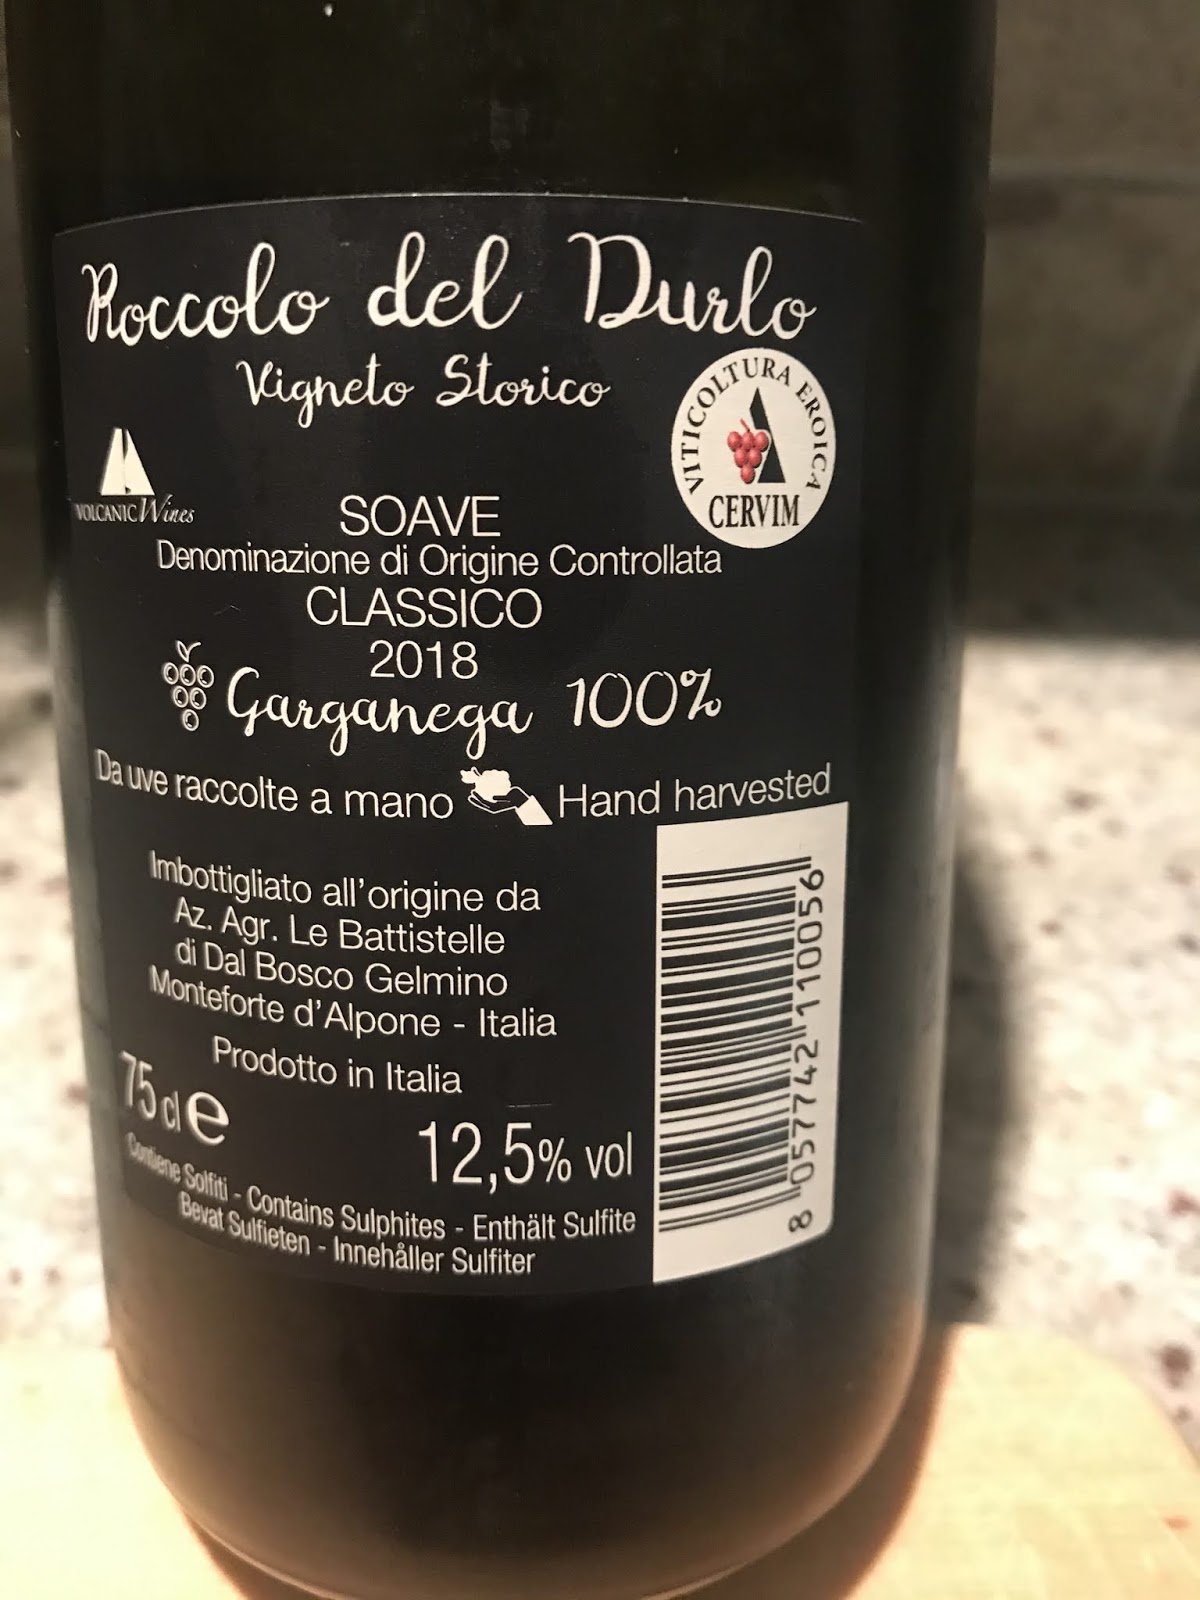 Roccolo del Durlo
Vigneto Storico
VITICOLTURA EROICA
CERVIM
VOLCANIC Wines
SOAVE
Denominazione di Origine Controllata
CLASSICO
2018
Garganega 100%
Da uve raccolte a mano Hand harvested
Imbottigliato all'origine da
Az. Agr. Le Battistelle
di Dal Bosco Gelmino
Monteforte d'Alpone - Italia
Prodotto in Italia
75 cl e
12,5% vol
Contiene Solfiti - Contains Sulphites - Enthält Sulfite
Bevat Sulfieten - Innehåller Sulfiter
8 057742 110056